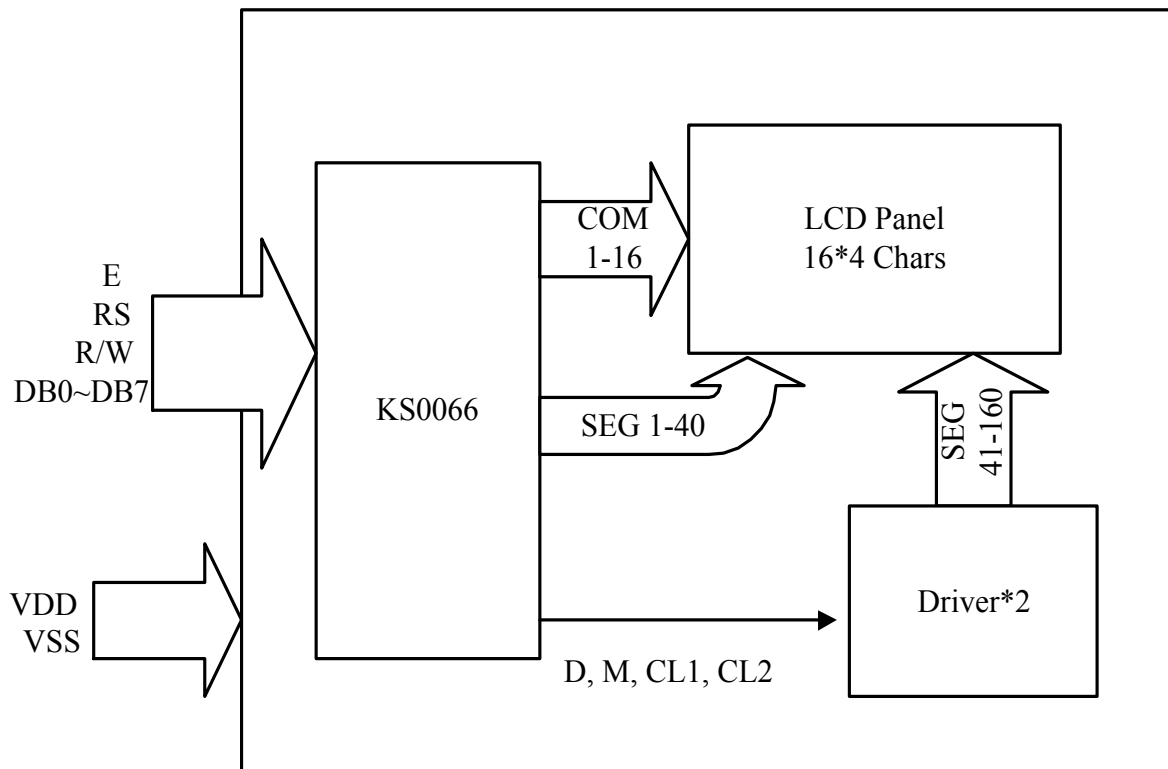 E
RS
R/W
DB0~DB7
VDD
VSS
KS0066
COM
1-16
SEG 1-40
D, M, CL1, CL2
LCD Panel
16*4 Chars
SEG
41-160
Driver*2